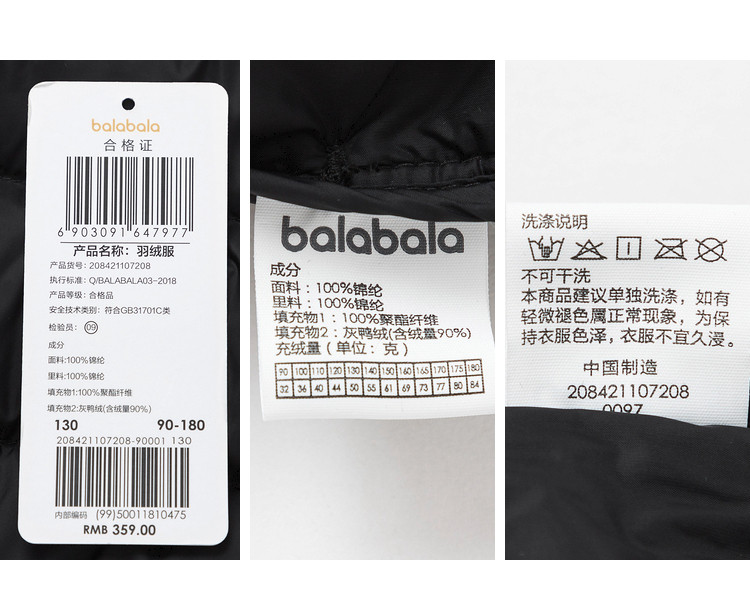 balabala
合格证
6 903091 647977
产品名称：羽绒服
产品货号：208421107208
执行标准：Q/BALABALA03-2018
产品等级：合格品
安全技术类别：符合GB31701C类
检验员：09
成分
面料:100%锦纶
里料:100%锦纶
填充物1:100%聚酯纤维
填充物2:灰鸭绒(含绒量90%)
130 90-180
208421107208-90001 130
内部编码 (99)50011810475
RMB 359.00
balabala
成分
面料：100%锦纶
里料：100%锦纶
填充物1：100%聚酯纤维
填充物2：灰鸭绒(含绒量90%)
充绒量（单位：克）
90 100 110 120 130 140 150 160 165 170 175 180
32 36 40 44 50 55 61 69 73 77 80 84
洗涤说明
不可干洗
本商品建议单独洗涤，如有
轻微褪色属正常现象，为保
持衣服色泽，衣服不宜久浸。
中国制造
208421107208
0097